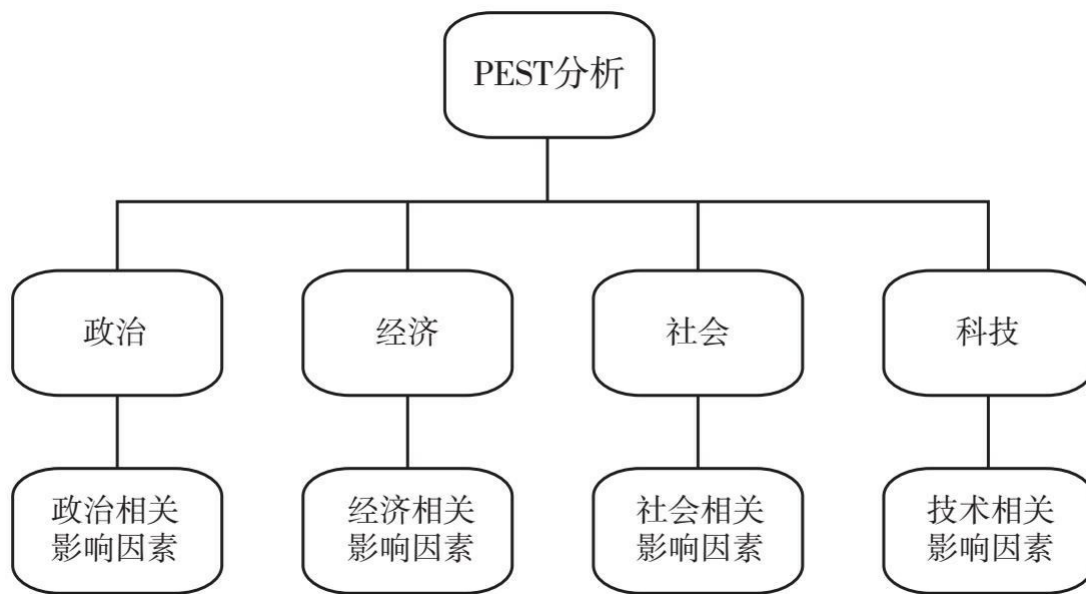 PEST分析
政治
经济
社会
科技
政治相关
影响因素
经济相关
影响因素
社会相关
影响因素
技术相关
影响因素